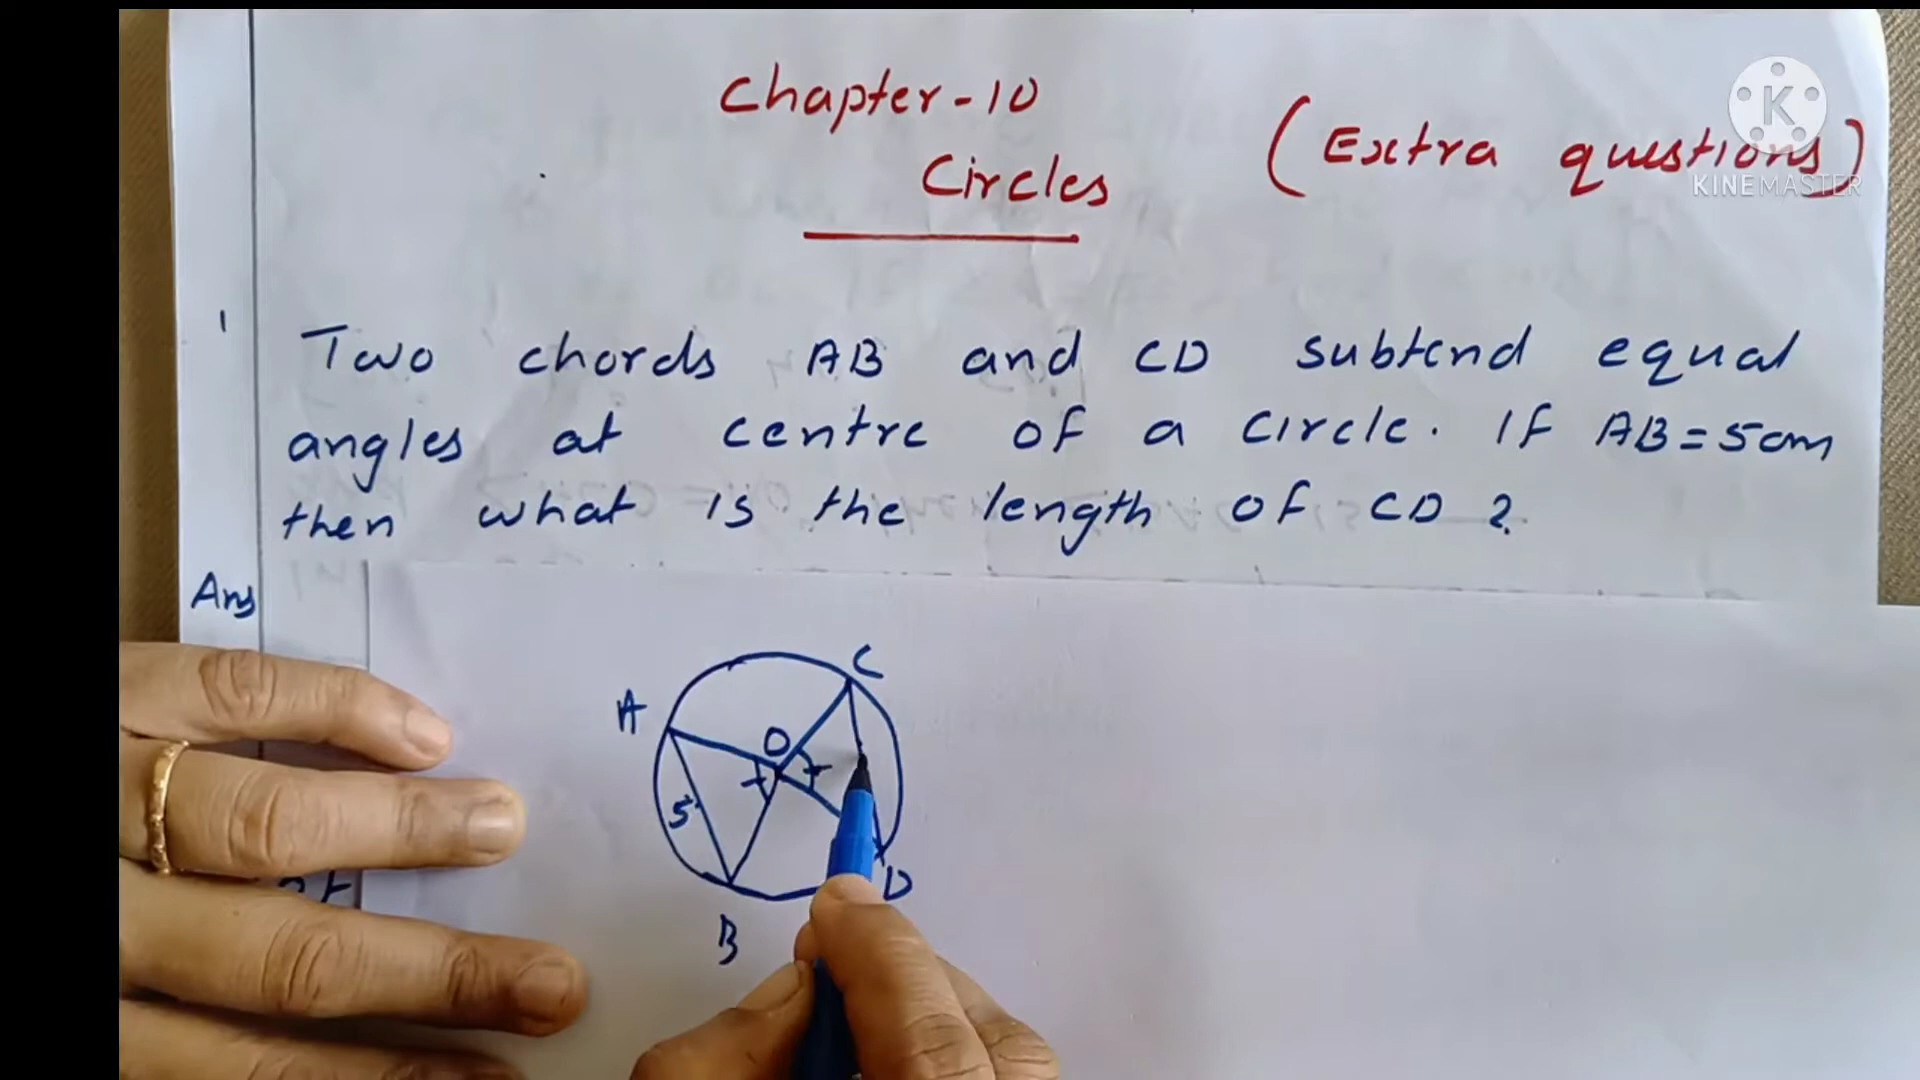 Chapter-10
Circles
(Extra questions)
K
KINEMASTER
1
Two chords AB and CD subtend equal
angles at centre of a circle. If AB=5cm
then what is the length of CD ?
Ans
C
A
O
5
D
B